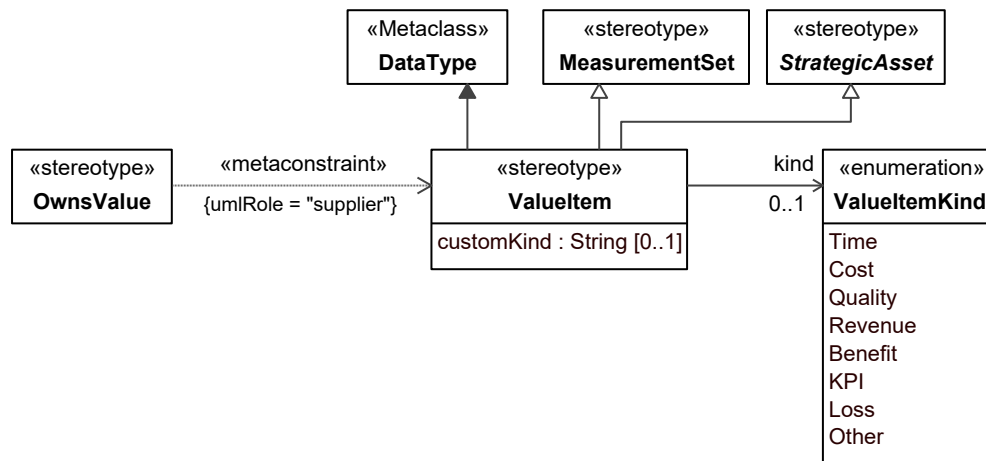 «Metaclass»
DataType
«stereotype»
MeasurementSet
«stereotype»
StrategicAsset
«stereotype»
OwnsValue
«metaconstraint»
{umlRole = "supplier"}
«stereotype»
ValueItem
customKind : String [0..1]
kind
0..1
«enumeration»
ValueItemKind
Time
Cost
Quality
Revenue
Benefit
KPI
Loss
Other